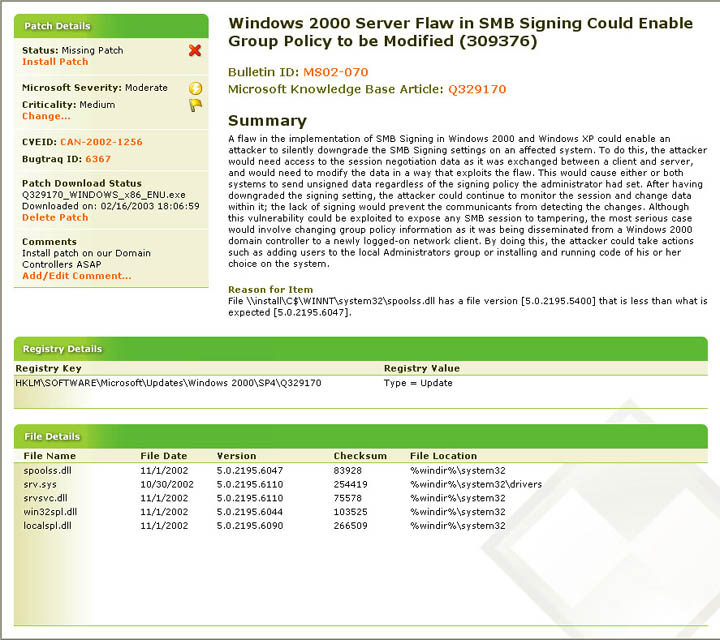 Patch Details
Status: Missing Patch
Install Patch
Microsoft Severity: Moderate
Criticality: Medium
Change...
CVEID: CAN-2002-1256
Bugtraq ID: 6367
Patch Download Status
Q329170_WINDOWS_x86_ENU.exe
Downloaded on: 02/16/2003 18:06:59
Delete Patch
Comments
Install patch on our Domain
Controllers ASAP
Add/Edit Comment...
Windows 2000 Server Flaw in SMB Signing Could Enable
Group Policy to be Modified (309376)
Bulletin ID: MS02-070
Microsoft Knowledge Base Article: Q329170
Summary
A flaw in the implementation of SMB Signing in Windows 2000 and Windows XP could enable an
attacker to silently downgrade the SMB Signing settings on an affected system. To do this, the attacker
would need access to the session negotiation data as it was exchanged between a client and server,
and would need to modify the data in a way that exploits the flaw. This would cause either or both
systems to send unsigned data regardless of the signing policy the administrator had set. After having
downgraded the signing setting, the attacker could continue to monitor the session and change data
within it; the lack of signing would prevent the communicants from detecting the changes. Although
this vulnerability could be exploited to expose any SMB session to tampering, the most serious case
would involve changing group policy information as it was being disseminated from a Windows 2000
domain controller to a newly logged-on network client. By doing this, the attacker could take actions
such as adding users to the local Administrators group or installing and running code of his or her
choice on the system.
Reason for Item
File \\install\C$\WINNT\system32\spoolss.dll has a file version [5.0.2195.5400] that is less than what is
expected [5.0.2195.6047].
Registry Details
Registry Key Registry Value
HKLM\SOFTWARE\Microsoft\Updates\Windows 2000\SP4\Q329170 Type = Update
File Details
File Name File Date Version Checksum File Location
spoolss.dll 11/1/2002 5.0.2195.6047 83928 %windir%\system32
srv.sys 10/30/2002 5.0.2195.6110 254419 %windir%\system32\drivers
srvsvc.dll 11/1/2002 5.0.2195.6110 75578 %windir%\system32
win32spl.dll 11/1/2002 5.0.2195.6044 103525 %windir%\system32
localspl.dll 11/1/2002 5.0.2195.6090 266509 %windir%\system32